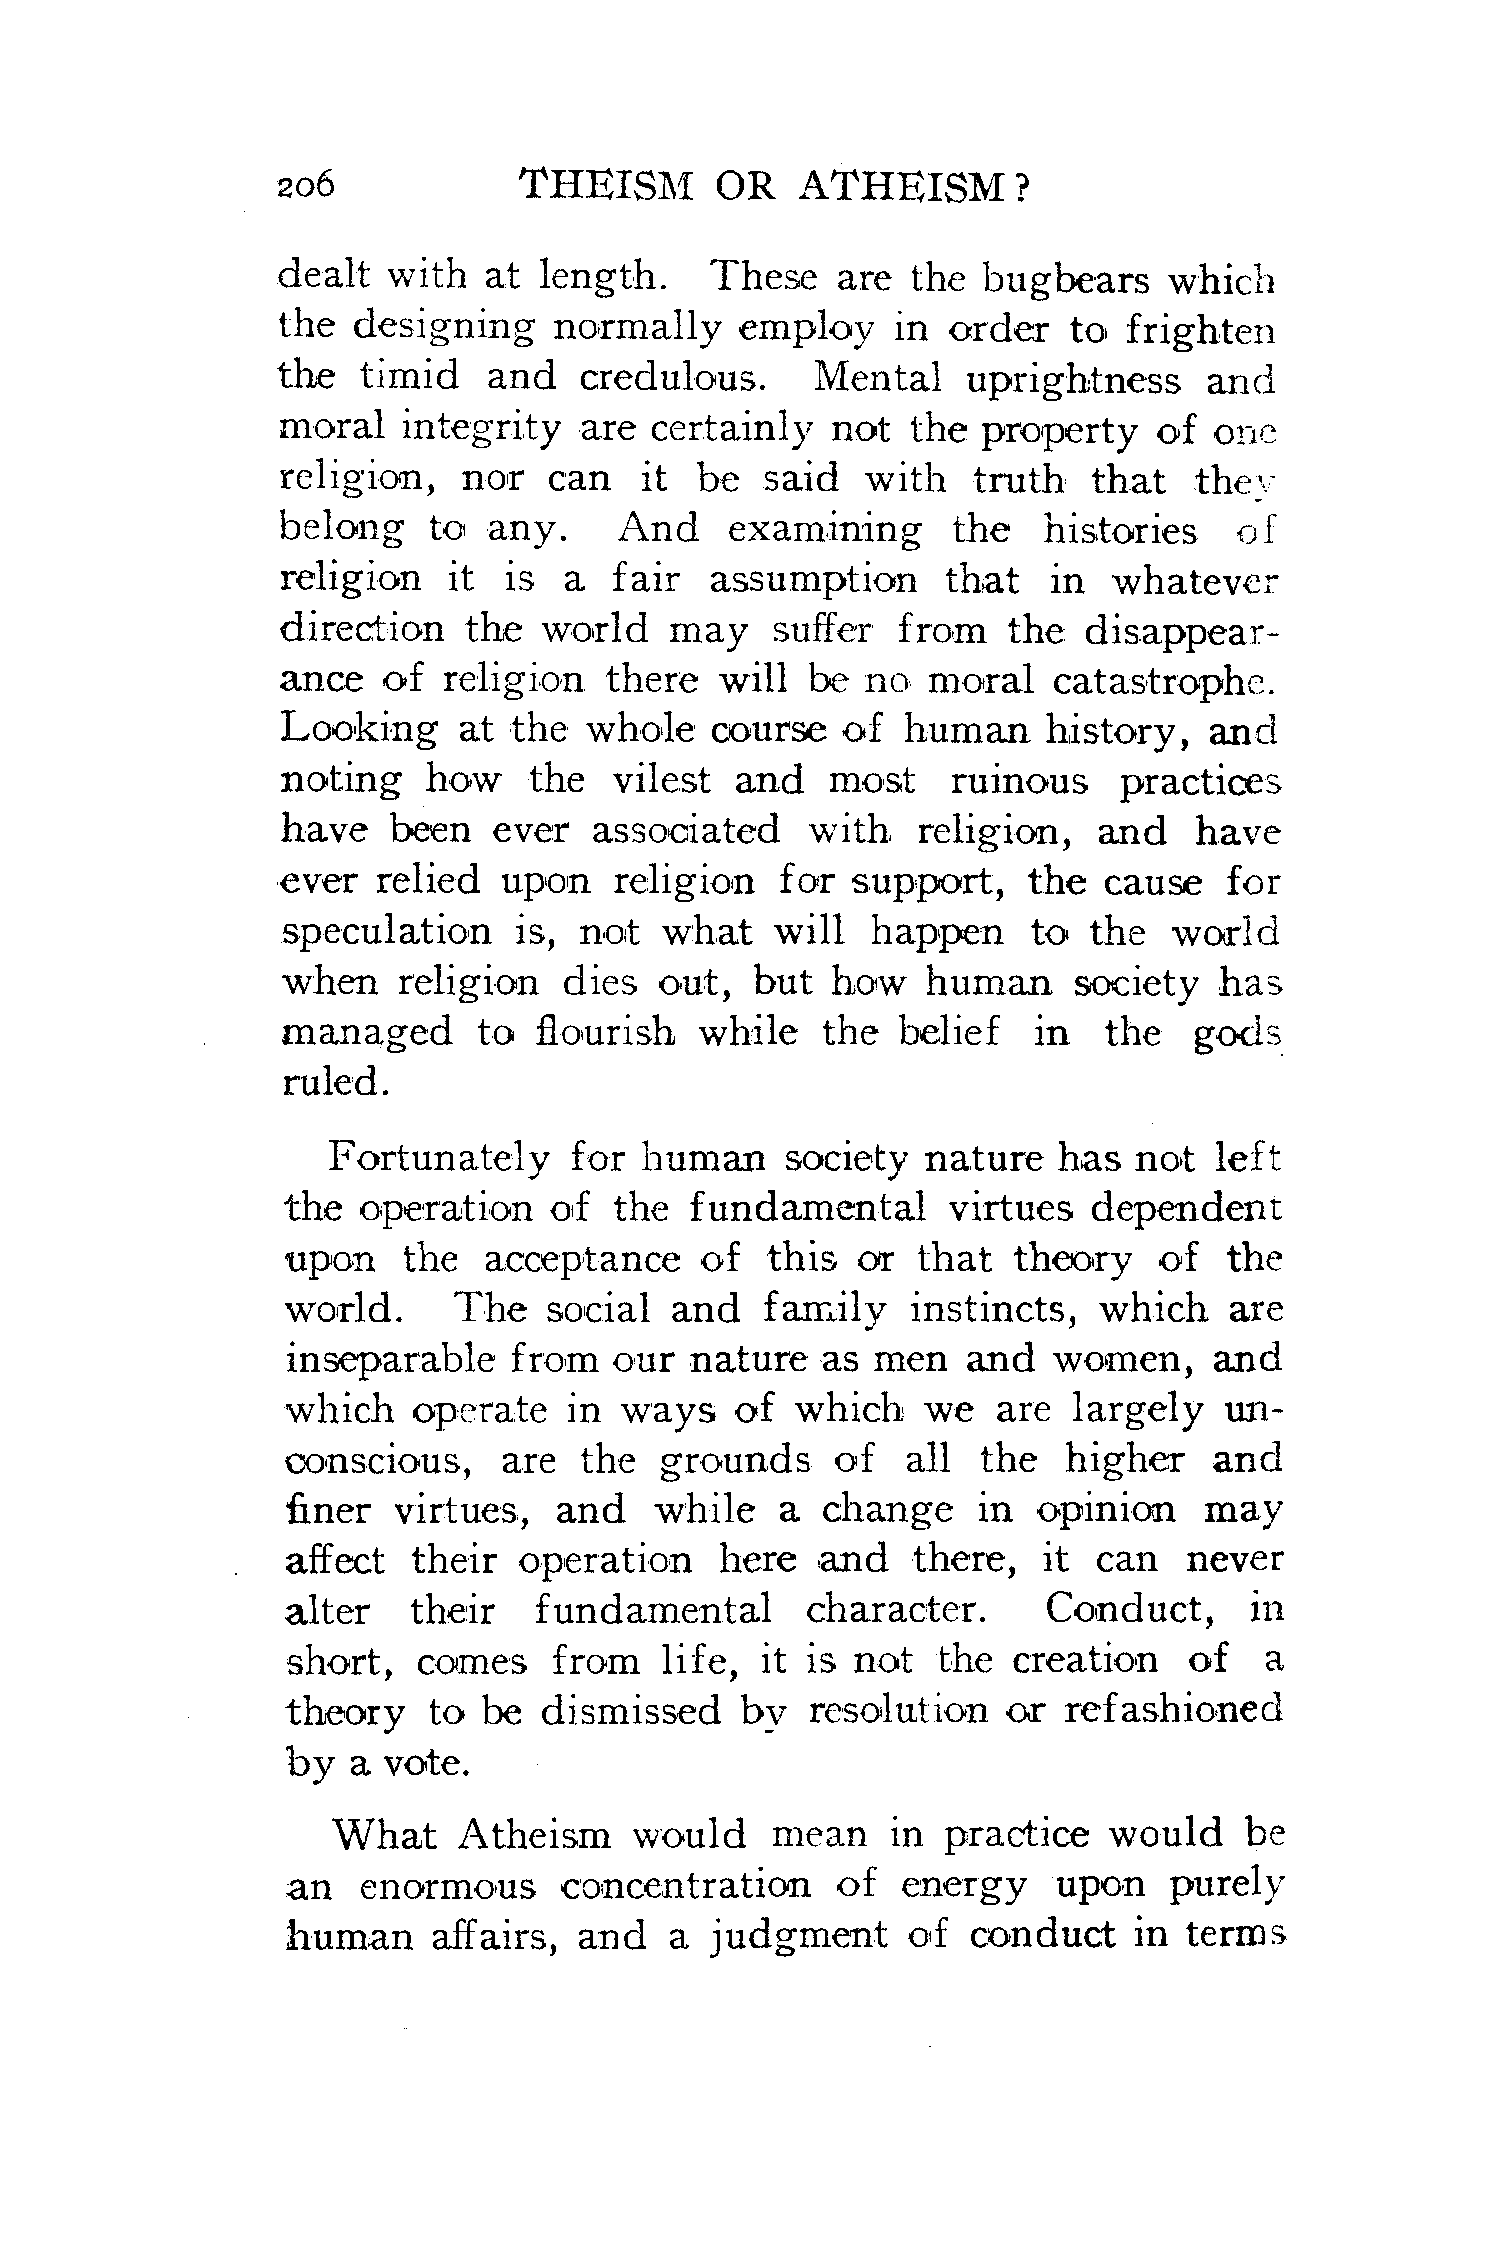 206 THEISM OR ATHEISM?
dealt with at length. These are the bugbears which
the designing normally employ in order to frighten
the timid and credulous. Mental uprightness and
moral integrity are certainly not the property of one
religion, nor can it be said with truth that they
belong to any. And examining the histories of
religion it is a fair assumption that in whatever
direction the world may suffer from the disappear-
ance of religion there will be no moral catastrophe.
Looking at the whole course of human history, and
noting how the vilest and most ruinous practices
have been ever associated with religion, and have
ever relied upon religion for support, the cause for
speculation is, not what will happen to the world
when religion dies out, but how human society has
managed to flourish while the belief in the gods
ruled.
Fortunately for human society nature has not left
the operation of the fundamental virtues dependent
upon the acceptance of this or that theory of the
world. The social and family instincts, which are
inseparable from our nature as men and women, and
which operate in ways of which we are largely un-
conscious, are the grounds of all the higher and
finer virtues, and while a change in opinion may
affect their operation here and there, it can never
alter their fundamental character. Conduct, in
short, comes from life, it is not the creation of a
theory to be dismissed by resolution or refashioned
by a vote.
What Atheism would mean in practice would be
an enormous concentration of energy upon purely
human affairs, and a judgment of conduct in terms